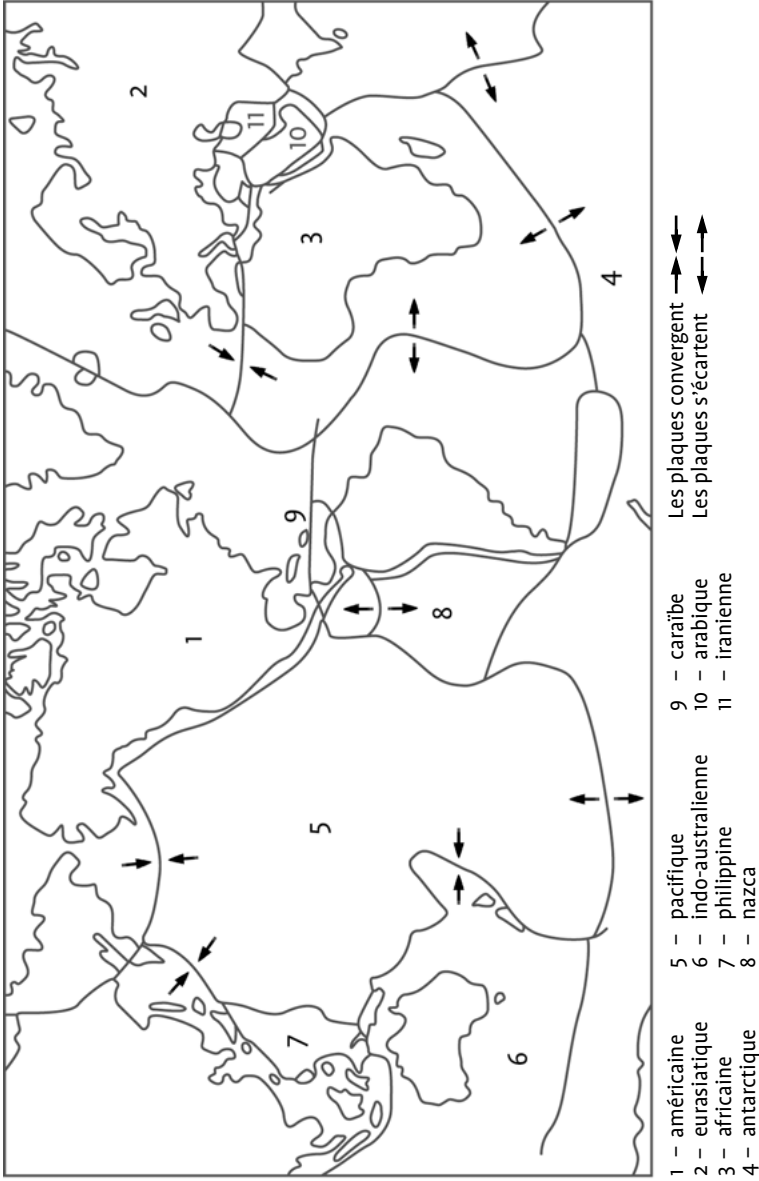 1
2
3
4
5
6
7
8
9
10
11
1 – américaine
2 – eurasiatique
3 – africaine
4 – antarctique
5 – pacifique
6 – indo-australienne
7 – philippine
8 – nazca
9 – caraïbe
10 – arabique
11 – iranienne
Les plaques convergent
Les plaques s'écartent